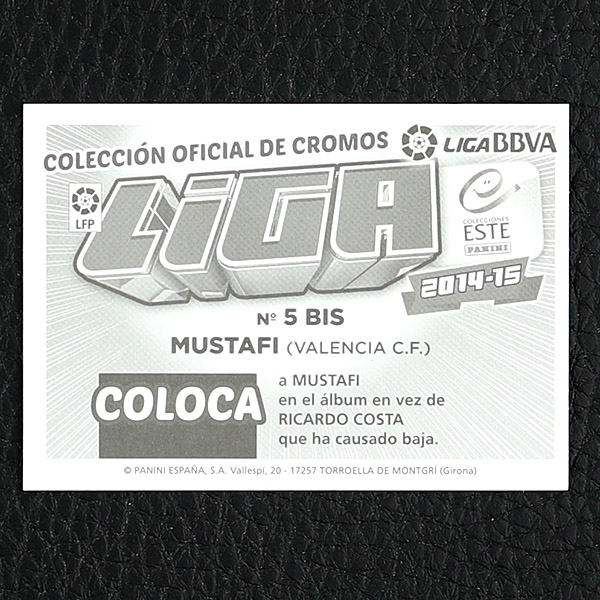 COLECCIÓN OFICIAL DE CROMOS
LIGA BBVA
LFP
LIGA
COLECCIONES
ESTE
PANINI
2014-15
Nº 5 BIS
MUSTAFI (VALENCIA C.F.)
COLOCA
a MUSTAFI
en el álbum en vez de
RICARDO COSTA
que ha causado baja.
© PANINI ESPAÑA, S.A. Vallespí, 20 - 17257 TORROELLA DE MONTGRÍ (Girona)